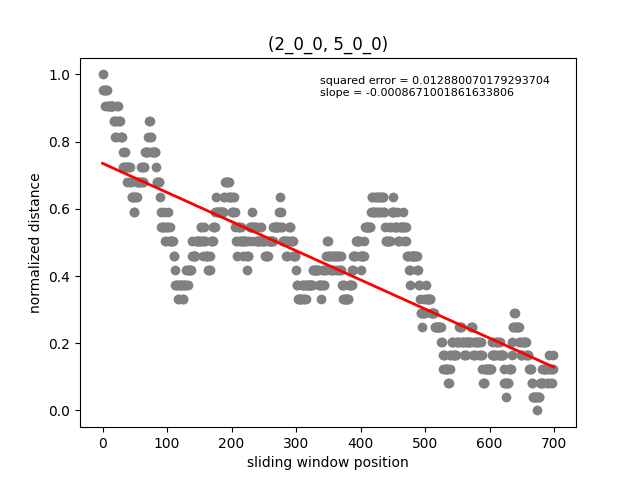 (2_0_0, 5_0_0)
squared error = 0.012880070179293704
slope = -0.0008671001861633806
normalized distance
1.0
0.8
0.6
0.4
0.2
0.0
0 100 200 300 400 500 600 700
sliding window position